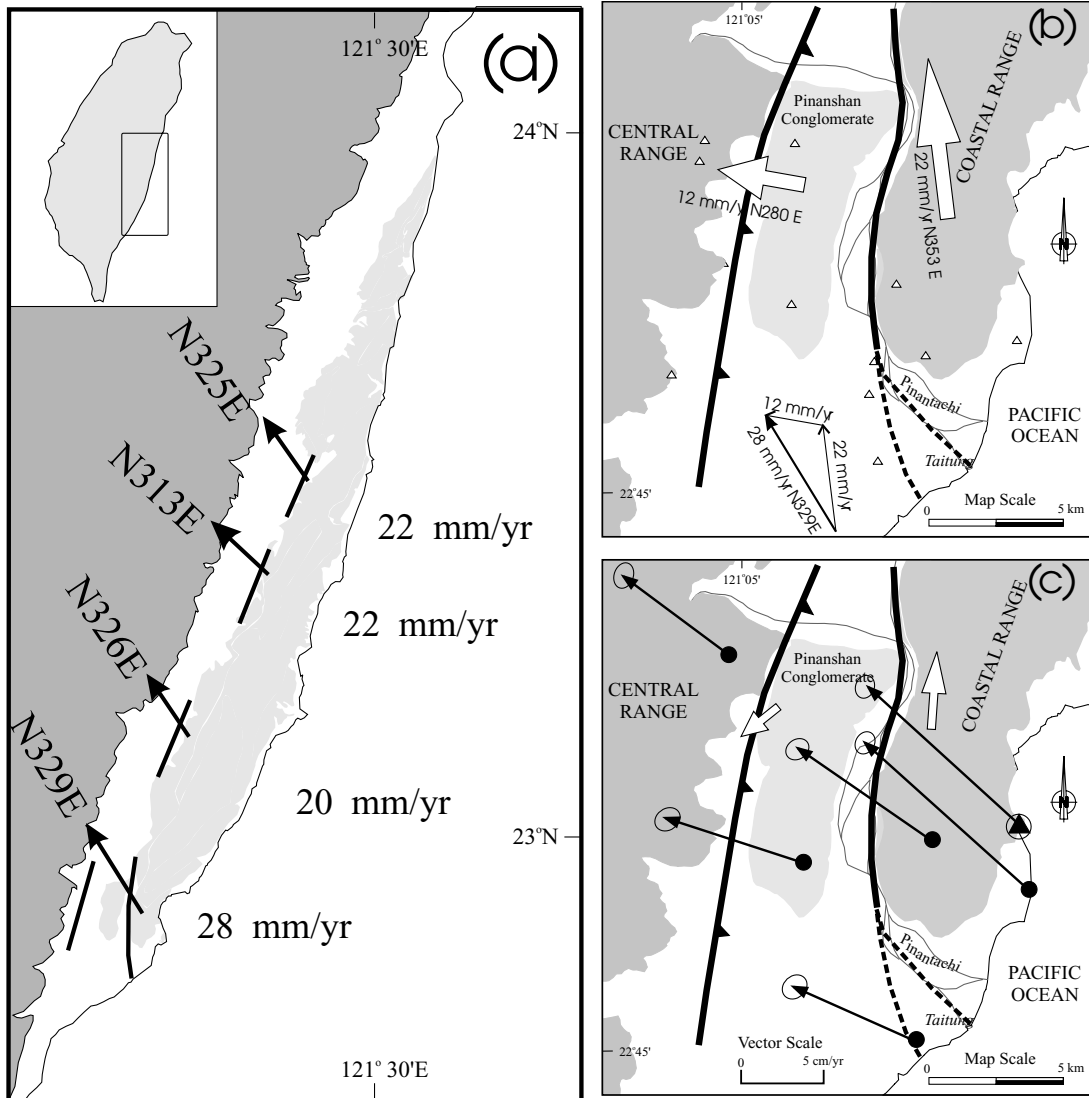 121° 30'E
(a)
24°N
N325E
N313E
22 mm/yr
N326E
22 mm/yr
N329E
20 mm/yr
23°N
28 mm/yr
121° 30'E
121°05'
(b)
Pinanshan
Conglomerate
CENTRAL
RANGE
COASTAL RANGE
12 mm/yr N280 E
22 mm/yr N353 E
N
12 mm/yr
28 mm/yr N329E
22 mm/yr
Pinantachi
PACIFIC
OCEAN
Taitung
22°45'
Map Scale
0
5 km
121°05'
(c)
Pinanshan
Conglomerate
CENTRAL
RANGE
COASTAL RANGE
N
Pinantachi
PACIFIC
OCEAN
Taitung
22°45'
Vector Scale
0
5 cm/yr
Map Scale
0
5 km